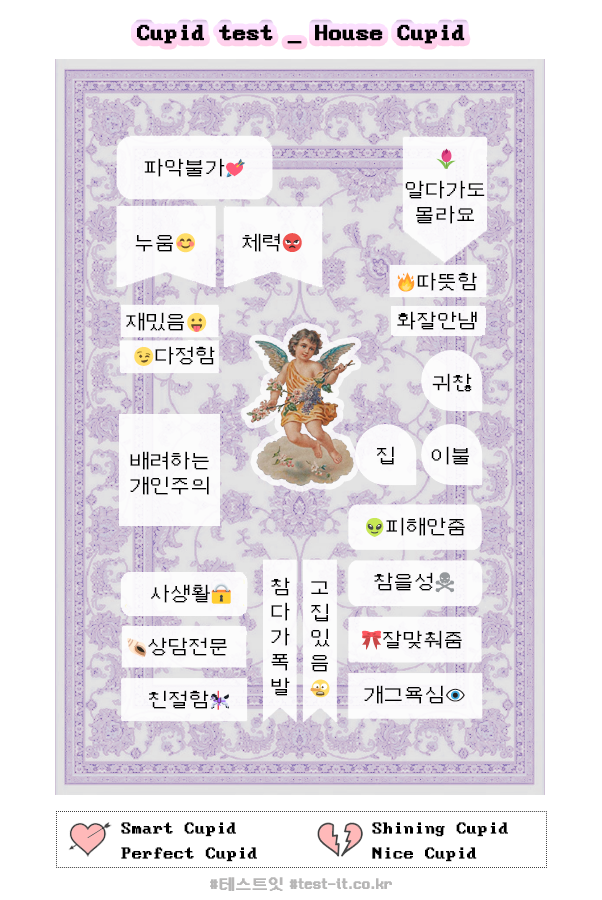 Cupid test _ House Cupid
파악불가💘
🌷
알다가도
몰라요
누움😊
체력😡
🔥따뜻함
재밌음😛
화잘안냄
😉다정함
귀찮
집
이불
배려하는
개인주의
👽피해안줌
사생활🔒
참다가폭발
고집있음🫢
참을성☠
🐚상담전문
🎀잘맞춰줌
친절함🎠
개그욕심👁
Smart Cupid
Perfect Cupid
Shining Cupid
Nice Cupid
#테스트잇 #test-it.co.kr